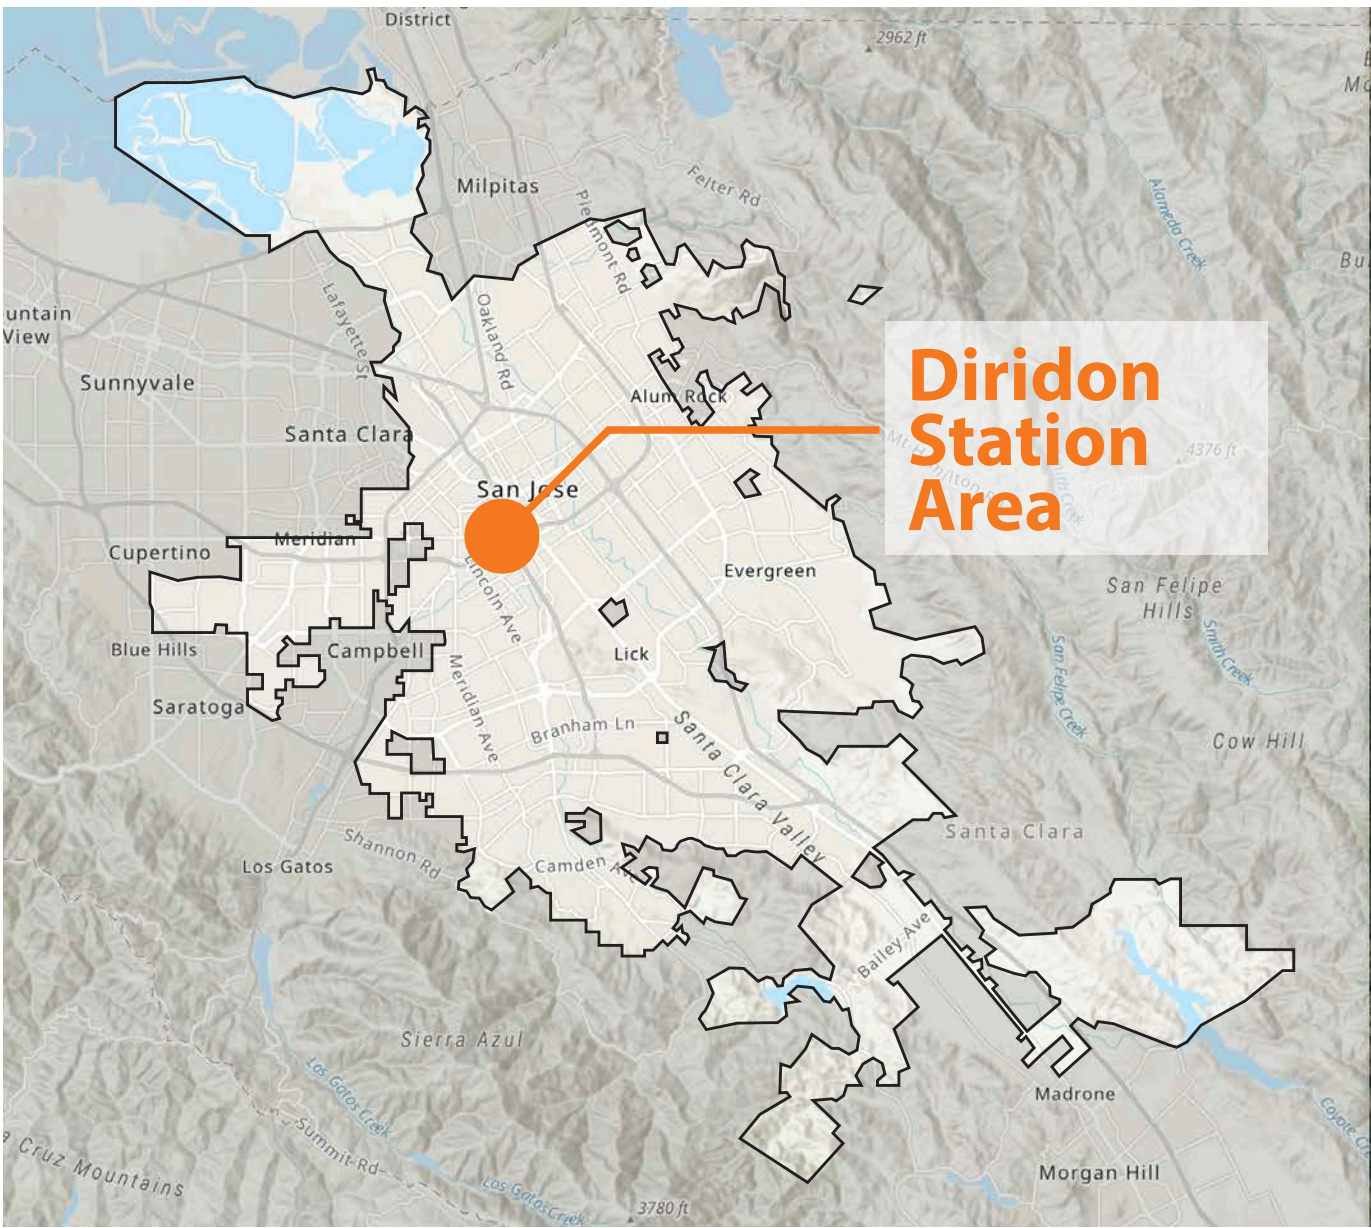 District
2962 ft
Milpitas
Felter Rd
Piedmont Rd
Alameda Creek
untain
View
Lafayette St
Oakland Rd
Sunnyvale
Alum Rock
Santa Clara
Diridon
Station
Area
Mt Hamilton
4376 ft
San Jose
Meridian
Cupertino
Lincoln Ave
Evergreen
San Felipe
Hills
Smith Creek
Blue Hills
Campbell
Lick
San Felipe Creek
Saratoga
Meridian Ave
Branham Ln
Santa Clara Valley
Cow Hill
Santa Clara
Shannon Rd
Los Gatos
Camden Ave
Bailey Ave
Sierra Azul
Los Gatos Creek
Madrone
Summit Rd
Cruz Mountains
Morgan Hill
Los Gatos Creek
3780 ft